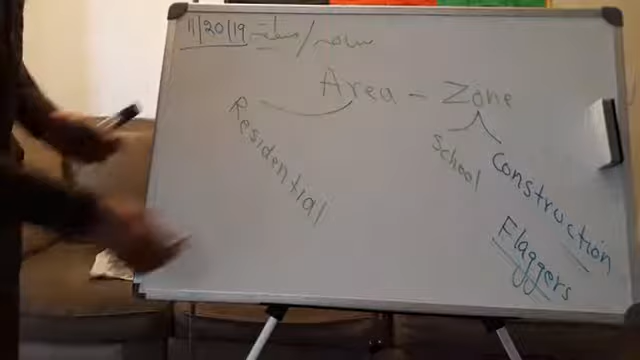 11/20/19
Area - Zone
Residential
School
Construction
Flaggers